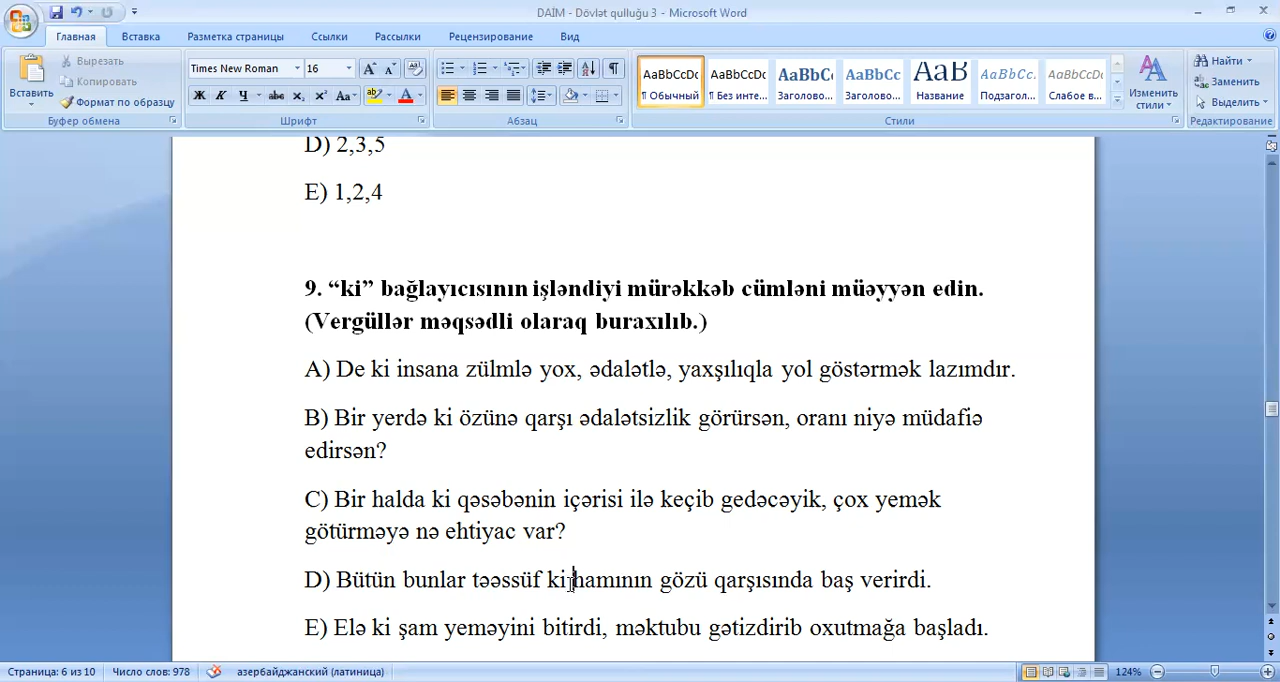 DAİM - Dövlət qulluğu 3 - Microsoft Word
Главная Вставка Разметка страницы Ссылки Рассылки Рецензирование Вид
Вставить
Вырезать
Копировать
Формат по образцу
Буфер обмена
Times New Roman 16
Ж К Ч abc x₂ x² Aa
Шрифт
Абзац
AaBbCcDc AaBbCcDc AaBbC AaBbCc AaB AaBbCc. AaBbCcDc
¶ Обычный ¶ Без инте... Заголово... Заголово... Название Подзагол... Слабое в...
Стили
Изменить
стили
Найти
Заменить
Выделить
Редактирование
D) 2,3,5
E) 1,2,4
9. “ki” bağlayıcısının işləndiyi mürəkkəb cümləni müəyyən edin.
(Vergüllər məqsədli olaraq buraxılıb.)
A) De ki insana zülmlə yox, ədalətlə, yaxşılıqla yol göstərmək lazımdır.
B) Bir yerdə ki özünə qarşı ədalətsizlik görürsən, oranı niyə müdafiə
edirsən?
C) Bir halda ki qəsəbənin içərisi ilə keçib gedəcəyik, çox yemək
götürməyə nə ehtiyac var?
D) Bütün bunlar təəssüf ki hamının gözü qarşısında baş verirdi.
E) Elə ki şam yeməyini bitirdi, məktubu gətizdirib oxutmağa başladı.
Страница: 6 из 10 Число слов: 978 азербайджанский (латиница) 124%